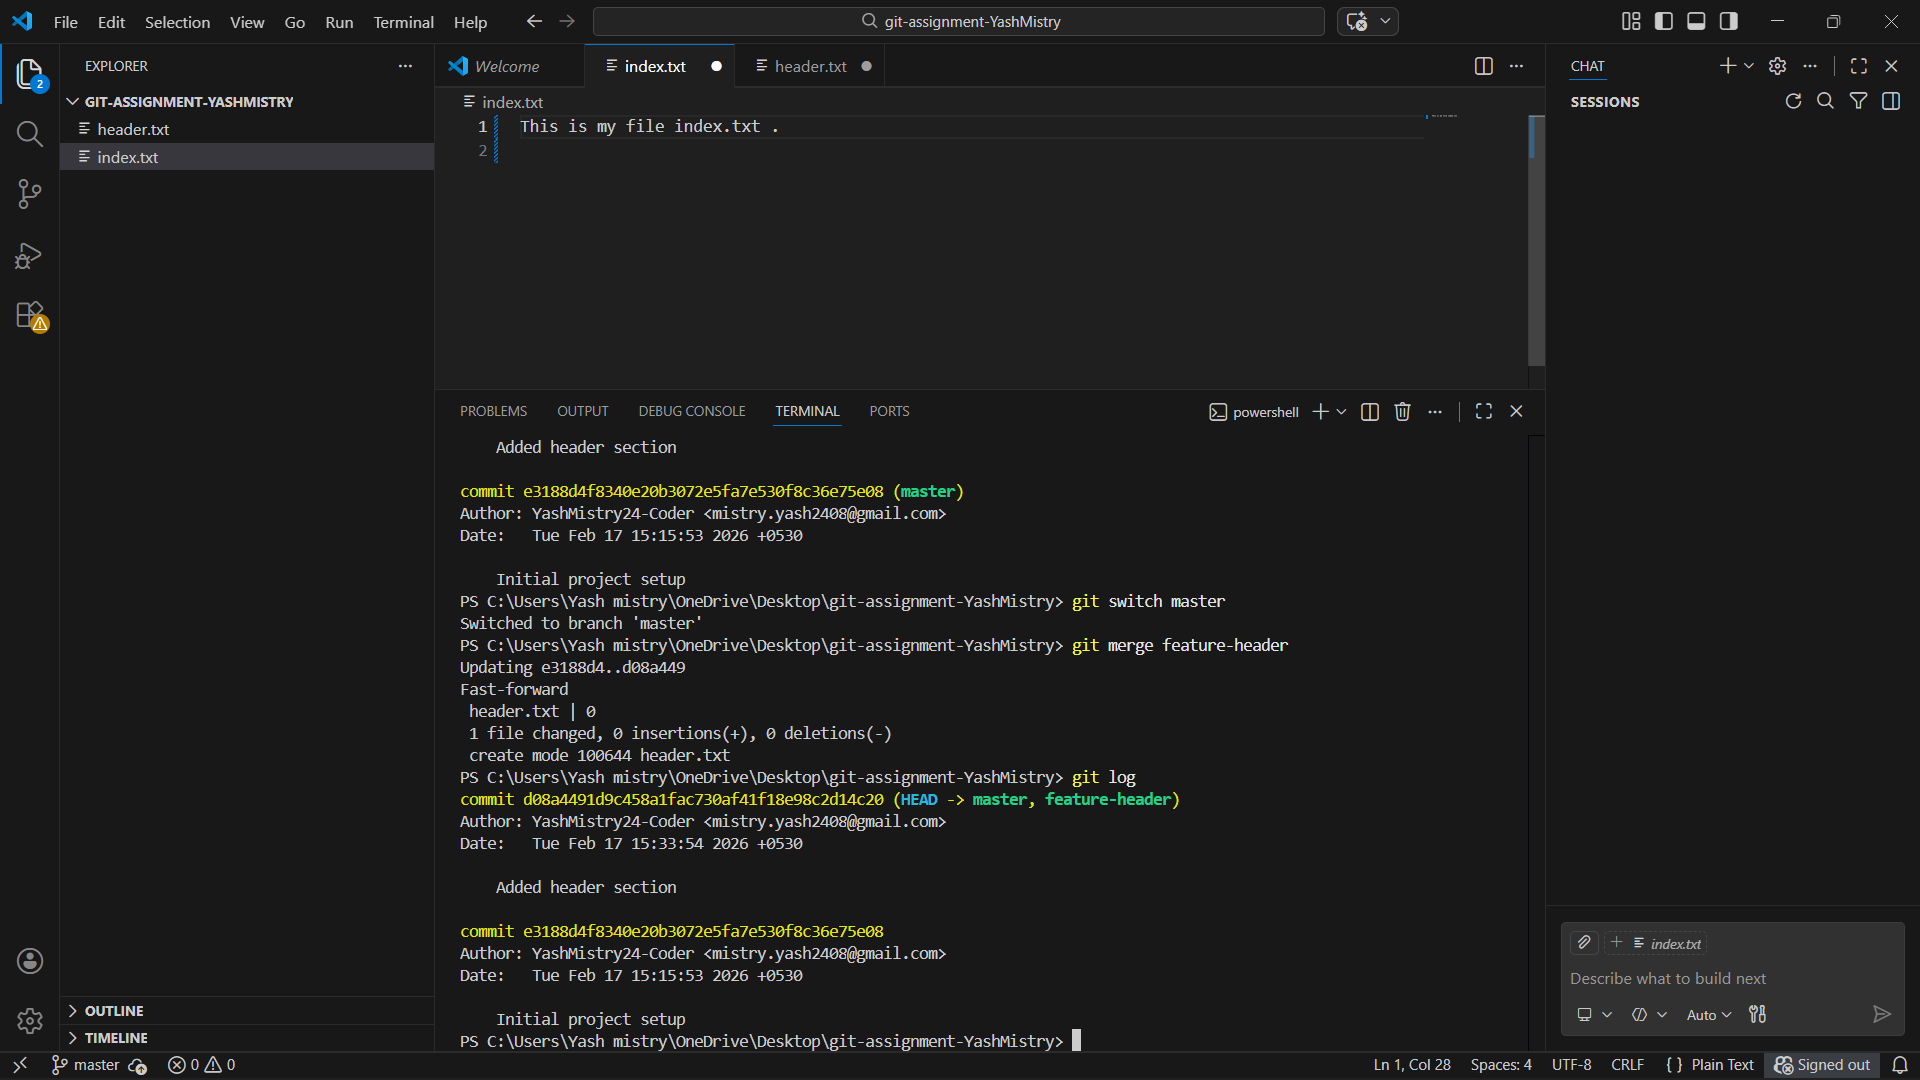 File Edit Selection View Go Run Terminal Help
git-assignment-YashMistry
EXPLORER
GIT-ASSIGNMENT-YASHMISTRY
header.txt
index.txt
2
OUTLINE
TIMELINE
Welcome
index.txt
header.txt
index.txt
1 This is my file index.txt .
2
PROBLEMS OUTPUT DEBUG CONSOLE TERMINAL PORTS
powershell
Added header section
commit e3188d4f8340e20b3072e5fa7e530f8c36e75e08 (master)
Author: YashMistry24-Coder <mistry.yash2408@gmail.com>
Date:   Tue Feb 17 15:15:53 2026 +0530
Initial project setup
PS C:\Users\Yash mistry\OneDrive\Desktop\git-assignment-YashMistry> git switch master
Switched to branch 'master'
PS C:\Users\Yash mistry\OneDrive\Desktop\git-assignment-YashMistry> git merge feature-header
Updating e3188d4..d08a449
Fast-forward
header.txt | 0
1 file changed, 0 insertions(+), 0 deletions(-)
create mode 100644 header.txt
PS C:\Users\Yash mistry\OneDrive\Desktop\git-assignment-YashMistry> git log
commit d08a4491d9c458a1fac730af41f18e98c2d14c20 (HEAD -> master, feature-header)
Author: YashMistry24-Coder <mistry.yash2408@gmail.com>
Date:   Tue Feb 17 15:33:54 2026 +0530
Added header section
commit e3188d4f8340e20b3072e5fa7e530f8c36e75e08
Author: YashMistry24-Coder <mistry.yash2408@gmail.com>
Date:   Tue Feb 17 15:15:53 2026 +0530
Initial project setup
PS C:\Users\Yash mistry\OneDrive\Desktop\git-assignment-YashMistry>
CHAT
SESSIONS
index.txt
Describe what to build next
Auto
master
0 0
Ln 1, Col 28
Spaces: 4
UTF-8
CRLF
{ } Plain Text
Signed out